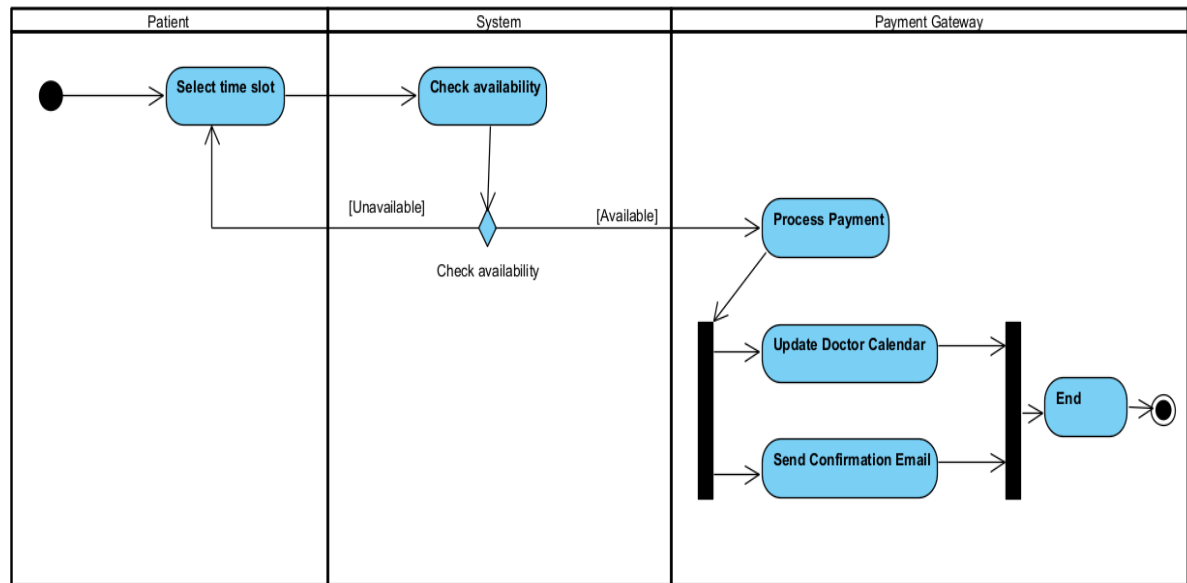 Patient
System
Payment Gateway
Select time slot
Check availability
[Unavailable]
[Available]
Process Payment
Check availability
Update Doctor Calendar
End
Send Confirmation Email